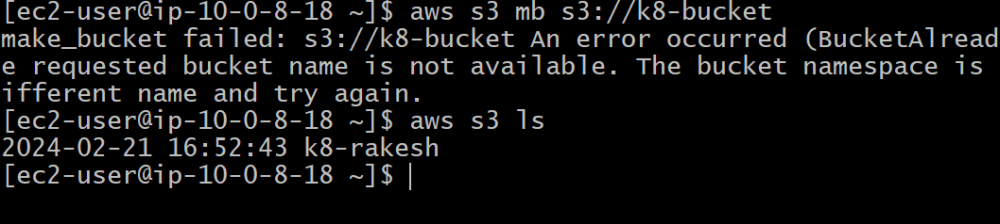 [ec2-user@ip-10-0-8-18 ~]$ aws s3 mb s3://k8-bucket
make_bucket failed: s3://k8-bucket An error occurred (BucketAlread
e requested bucket name is not available. The bucket namespace is
ifferent name and try again.
[ec2-user@ip-10-0-8-18 ~]$ aws s3 ls
2024-02-21 16:52:43 k8-rakesh
[ec2-user@ip-10-0-8-18 ~]$